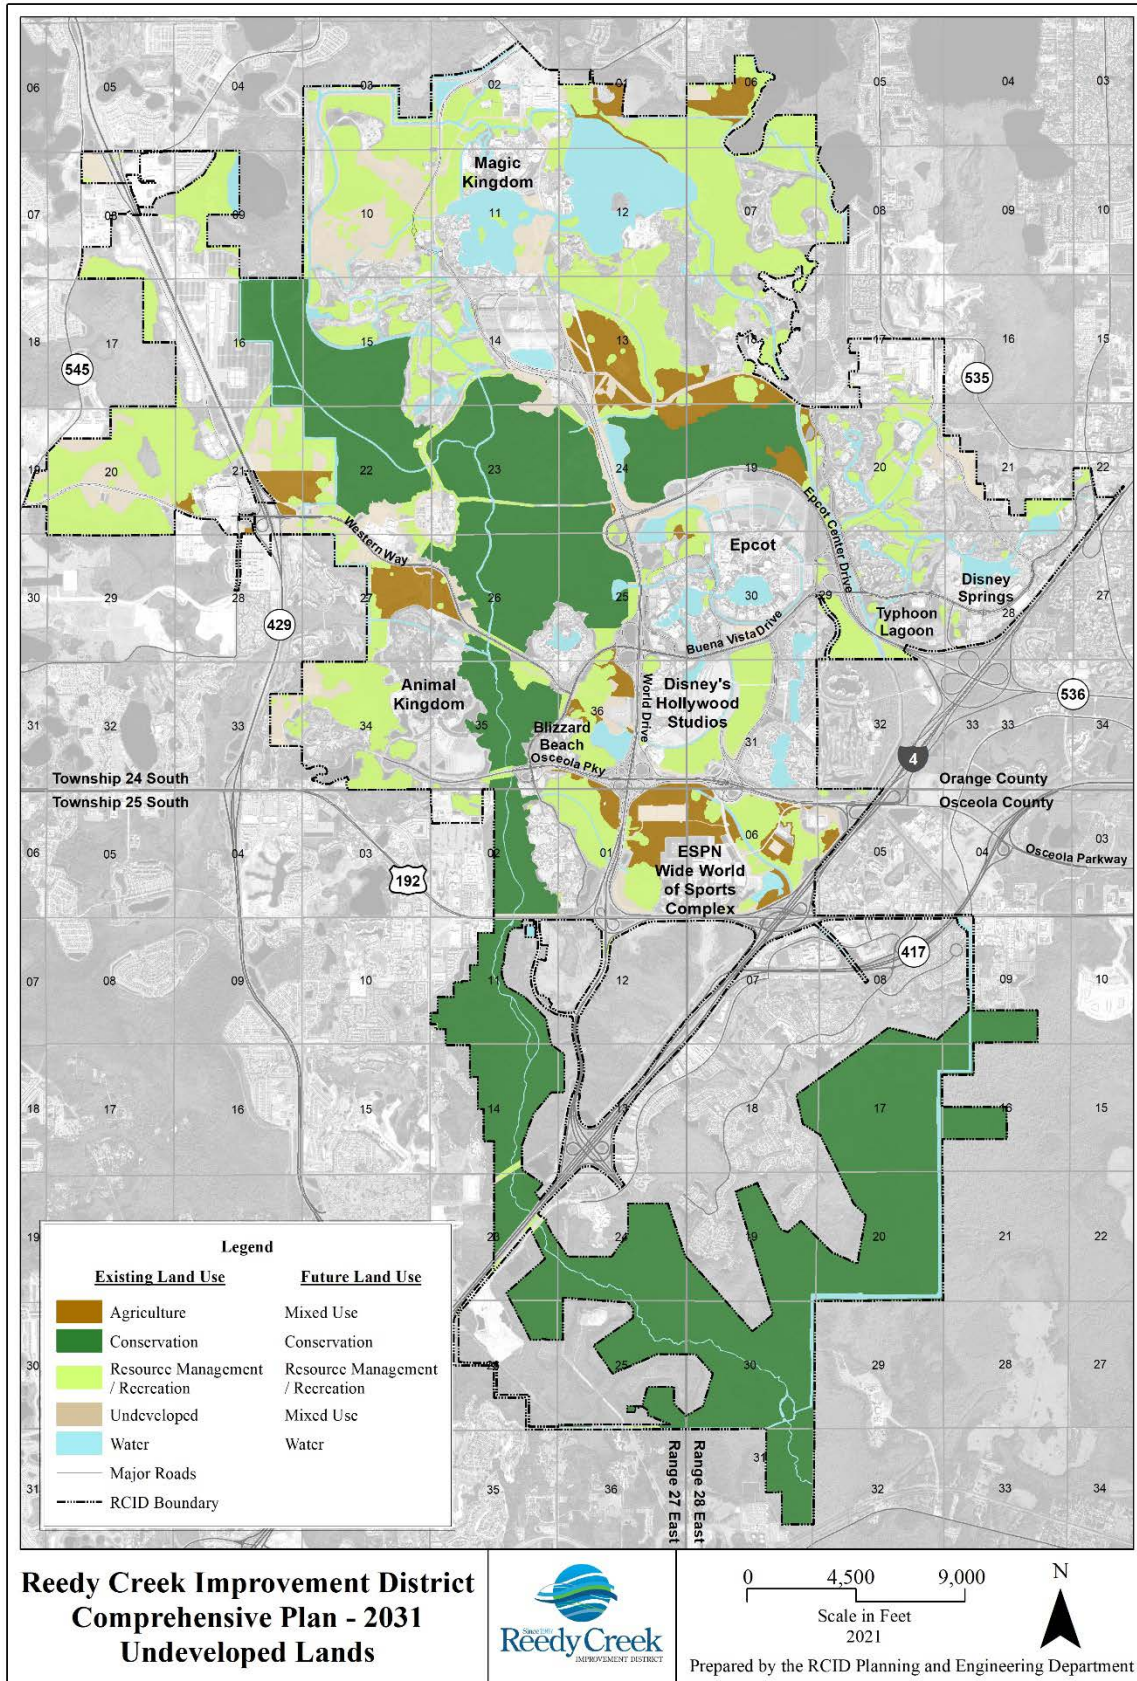 06 05 04 03 02 01 06 05 04 03
Magic
Kingdom
07 08 09 10 11 12 07 08 09 10
18 17 16 15 14 13 18 17 16 15
545
535
19 20 21 22 23 24 19 20 21 22
Western Way
Epcot Center Drive
Epcot
Disney
Springs
30 29 28 27 26 25 30 29 28 27
429
Typhoon
Lagoon
Buena Vista Drive
World Drive
Animal
Kingdom
Disney's
Hollywood
Studios
536
31 32 33 34 35 36 31 32 33 33 34
Blizzard
Beach
Osceola Pky
4
Township 24 South
Orange County
Township 25 South
Osceola County
06 05 04 03 02 01 06 05 04 03
Osceola Parkway
192
ESPN
Wide World
of Sports
Complex
417
07 08 09 10 11 12 07 08 09 10
18 17 16 15 14 13 18 17 16 15
19 23 24 19 20 21 22
30 25 30 29 28 27
31 35 31 32 33 34
Range 27 East
Range 28 East
Legend
Existing Land Use Future Land Use
Agriculture Mixed Use
Conservation Conservation
Resource Management Resource Management
/ Recreation / Recreation
Undeveloped Mixed Use
Water Water
Major Roads
RCID Boundary
Reedy Creek Improvement District
Comprehensive Plan - 2031
Undeveloped Lands
Since 1967
Reedy Creek
IMPROVEMENT DISTRICT
0 4,500 9,000
Scale in Feet
2021
N
Prepared by the RCID Planning and Engineering Department